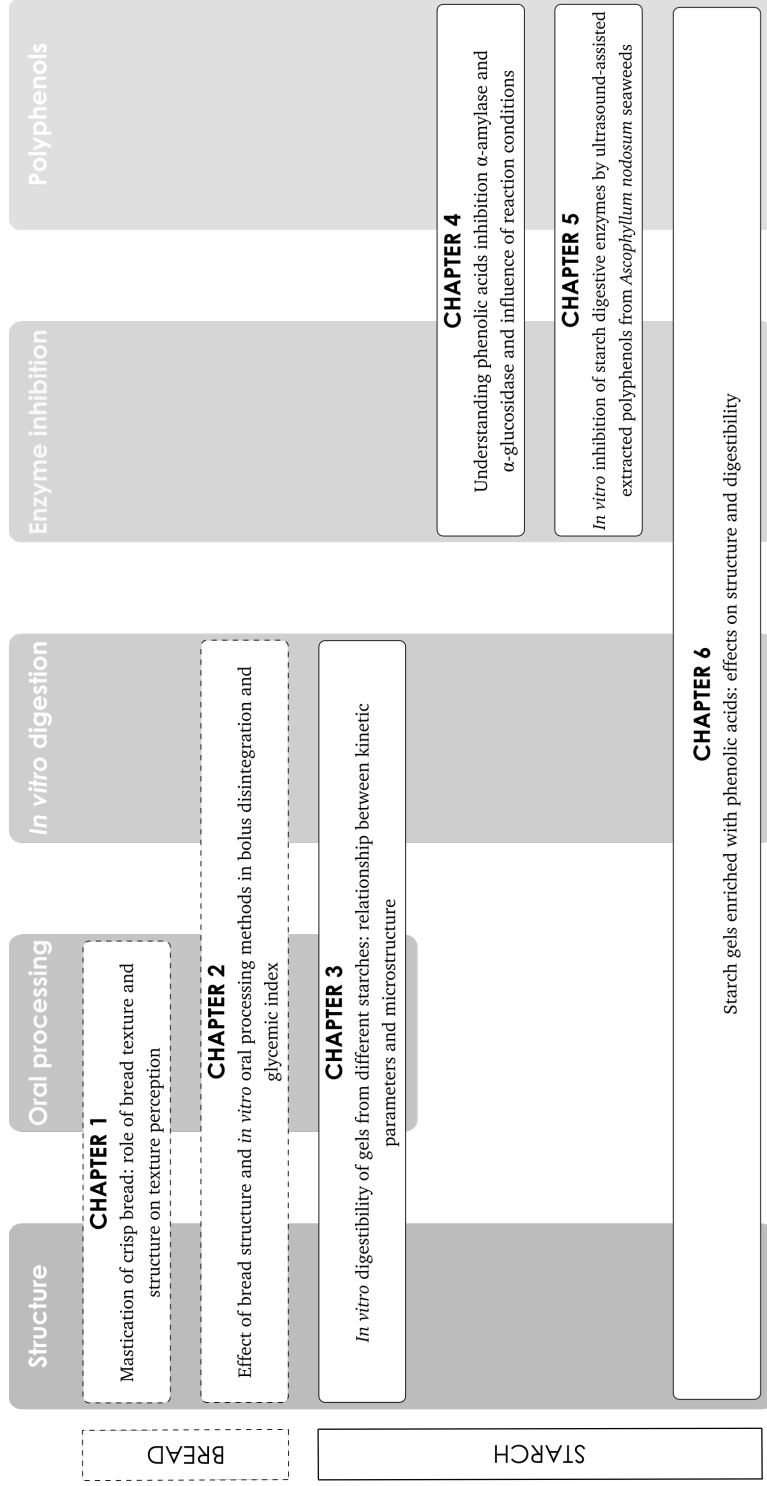 Structure
Oral processing
In vitro digestion
Enzyme inhibition
Polyphenols
BREAD
CHAPTER 1
Mastication of crisp bread: role of bread texture and
structure on texture perception
CHAPTER 2
Effect of bread structure and in vitro oral processing methods in bolus disintegration and
glycemic index
STARCH
CHAPTER 3
In vitro digestibility of gels from different starches: relationship between kinetic
parameters and microstructure
CHAPTER 4
Understanding phenolic acids inhibition α-amylase and
α-glucosidase and influence of reaction conditions
CHAPTER 5
In vitro inhibition of starch digestive enzymes by ultrasound-assisted
extracted polyphenols from Ascophyllum nodosum seaweeds
CHAPTER 6
Starch gels enriched with phenolic acids: effects on structure and digestibility